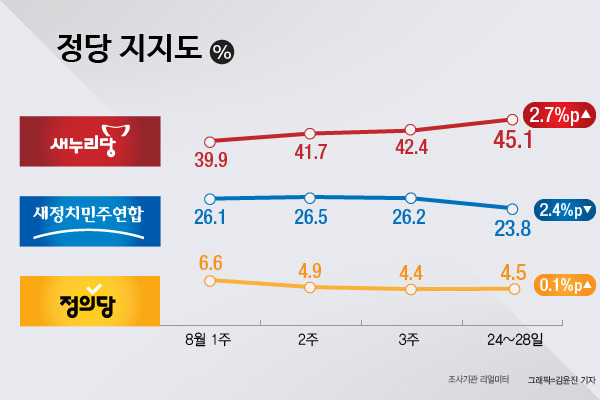 정당 지지도 %
새누리당
39.9
41.7
42.4
45.1
2.7%p▲
새정치민주연합
26.1
26.5
26.2
23.8
2.4%p▼
정의당
6.6
4.9
4.4
4.5
0.1%p▲
8월 1주
2주
3주
24~28일
조사기관 리얼미터
그래픽=김윤진 기자